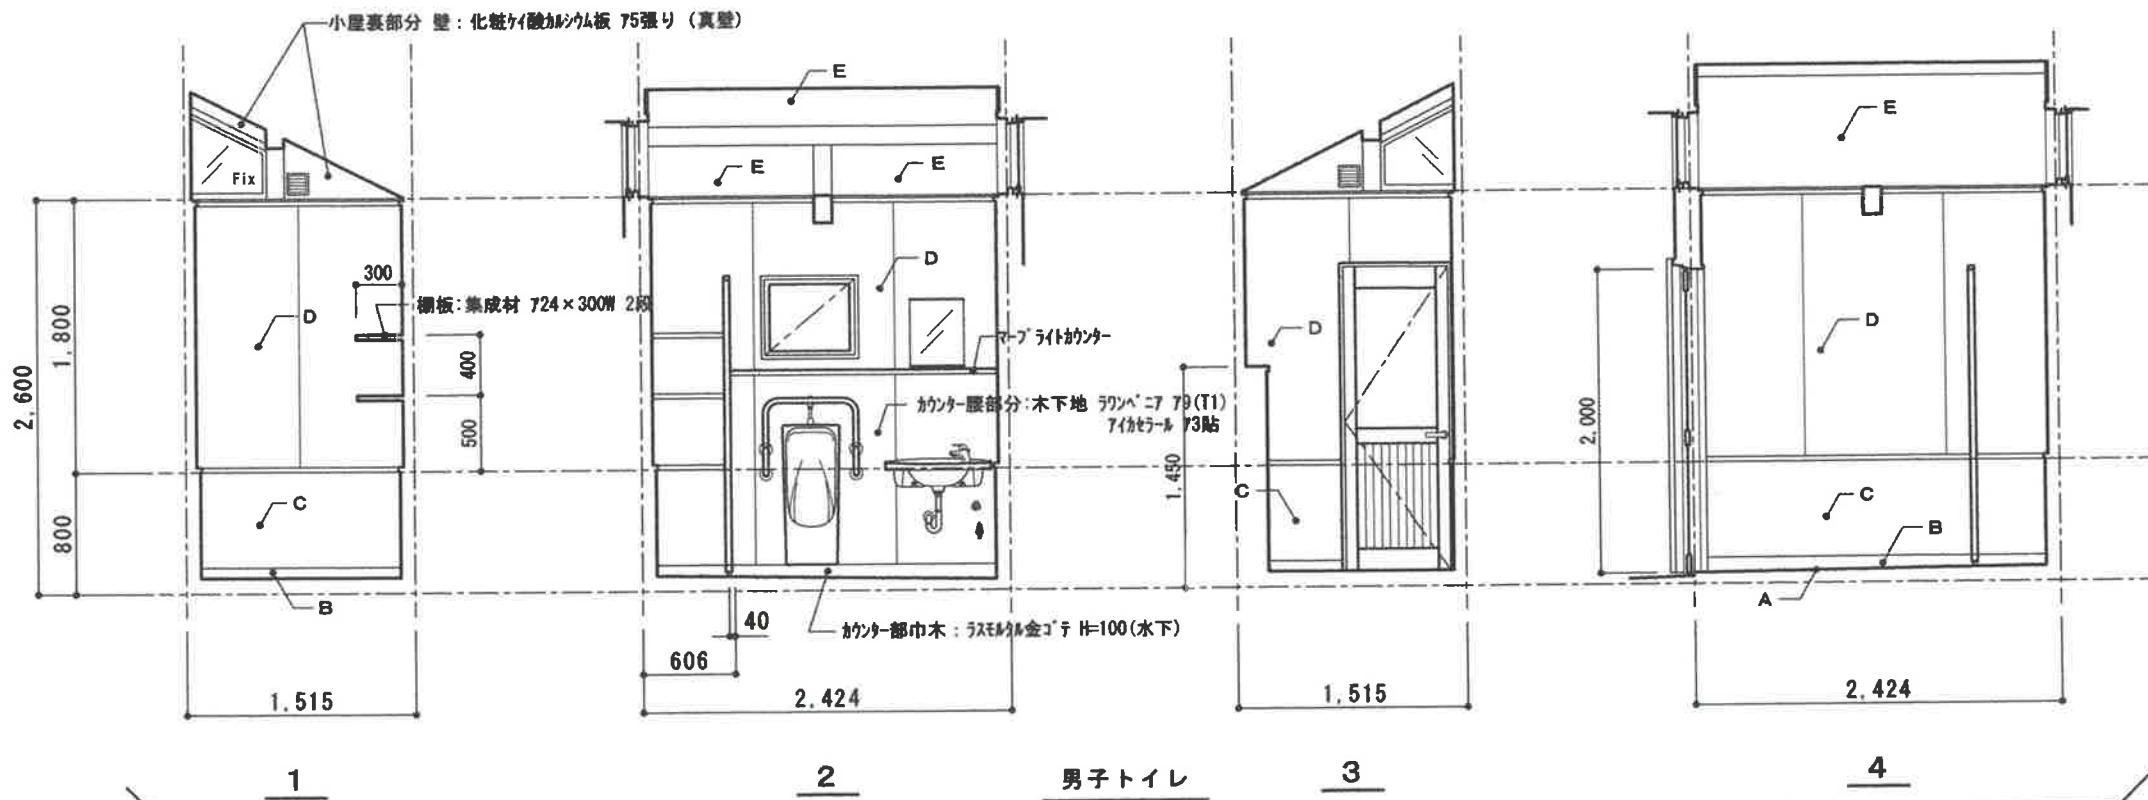 小屋裏部分 壁：化粧ケイ酸カルシウム板 ア5張り (真壁)
Fix
300
棚板：集成材 ア24×300W 2段
D
C
B
400
500
1,800
800
2,600
1,515
1
E
E
E
D
マーブライトカウンター
カウンター腰部分：木下地 ラワンベニア ア9(T1)
アイカセラール ア3貼
カウンター部巾木：ラスモルタル金ゴテ H=100(水下)
40
606
2,424
2
男子トイレ
D
C
1,450
1,515
3
E
D
C
B
A
2,000
2,424
4